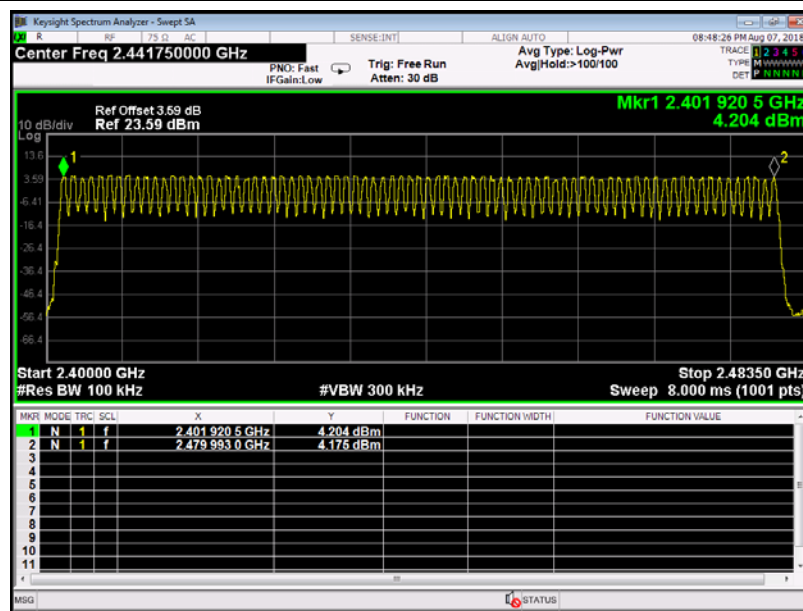 Keysight Spectrum Analyzer - Swept SA
R RF 75 Ω AC SENSE:INT ALIGN AUTO 08:48:26 PM Aug 07, 2018
Center Freq 2.441750000 GHz
PNO: Fast
IFGain:Low
Trig: Free Run
Atten: 30 dB
Avg Type: Log-Pwr
Avg|Hold:>100/100
TRACE 1 2 3 4 5
TYPE M
DET P N N N N
Mkr1 2.401 920 5 GHz
4.204 dBm
Ref Offset 3.59 dB
10 dB/div Ref 23.59 dBm
Log
13.6
3.59
-6.41
-16.4
-26.4
-36.4
-46.4
-56.4
-66.4
1
2
Start 2.40000 GHz Stop 2.48350 GHz
#Res BW 100 kHz #VBW 300 kHz Sweep 8.000 ms (1001 pts)
MKR MODE TRC SCL X Y FUNCTION FUNCTION WIDTH FUNCTION VALUE
1 N 1 f 2.401 920 5 GHz 4.204 dBm
2 N 1 f 2.479 993 0 GHz 4.175 dBm
3
4
5
6
7
8
9
10
11
MSG STATUS